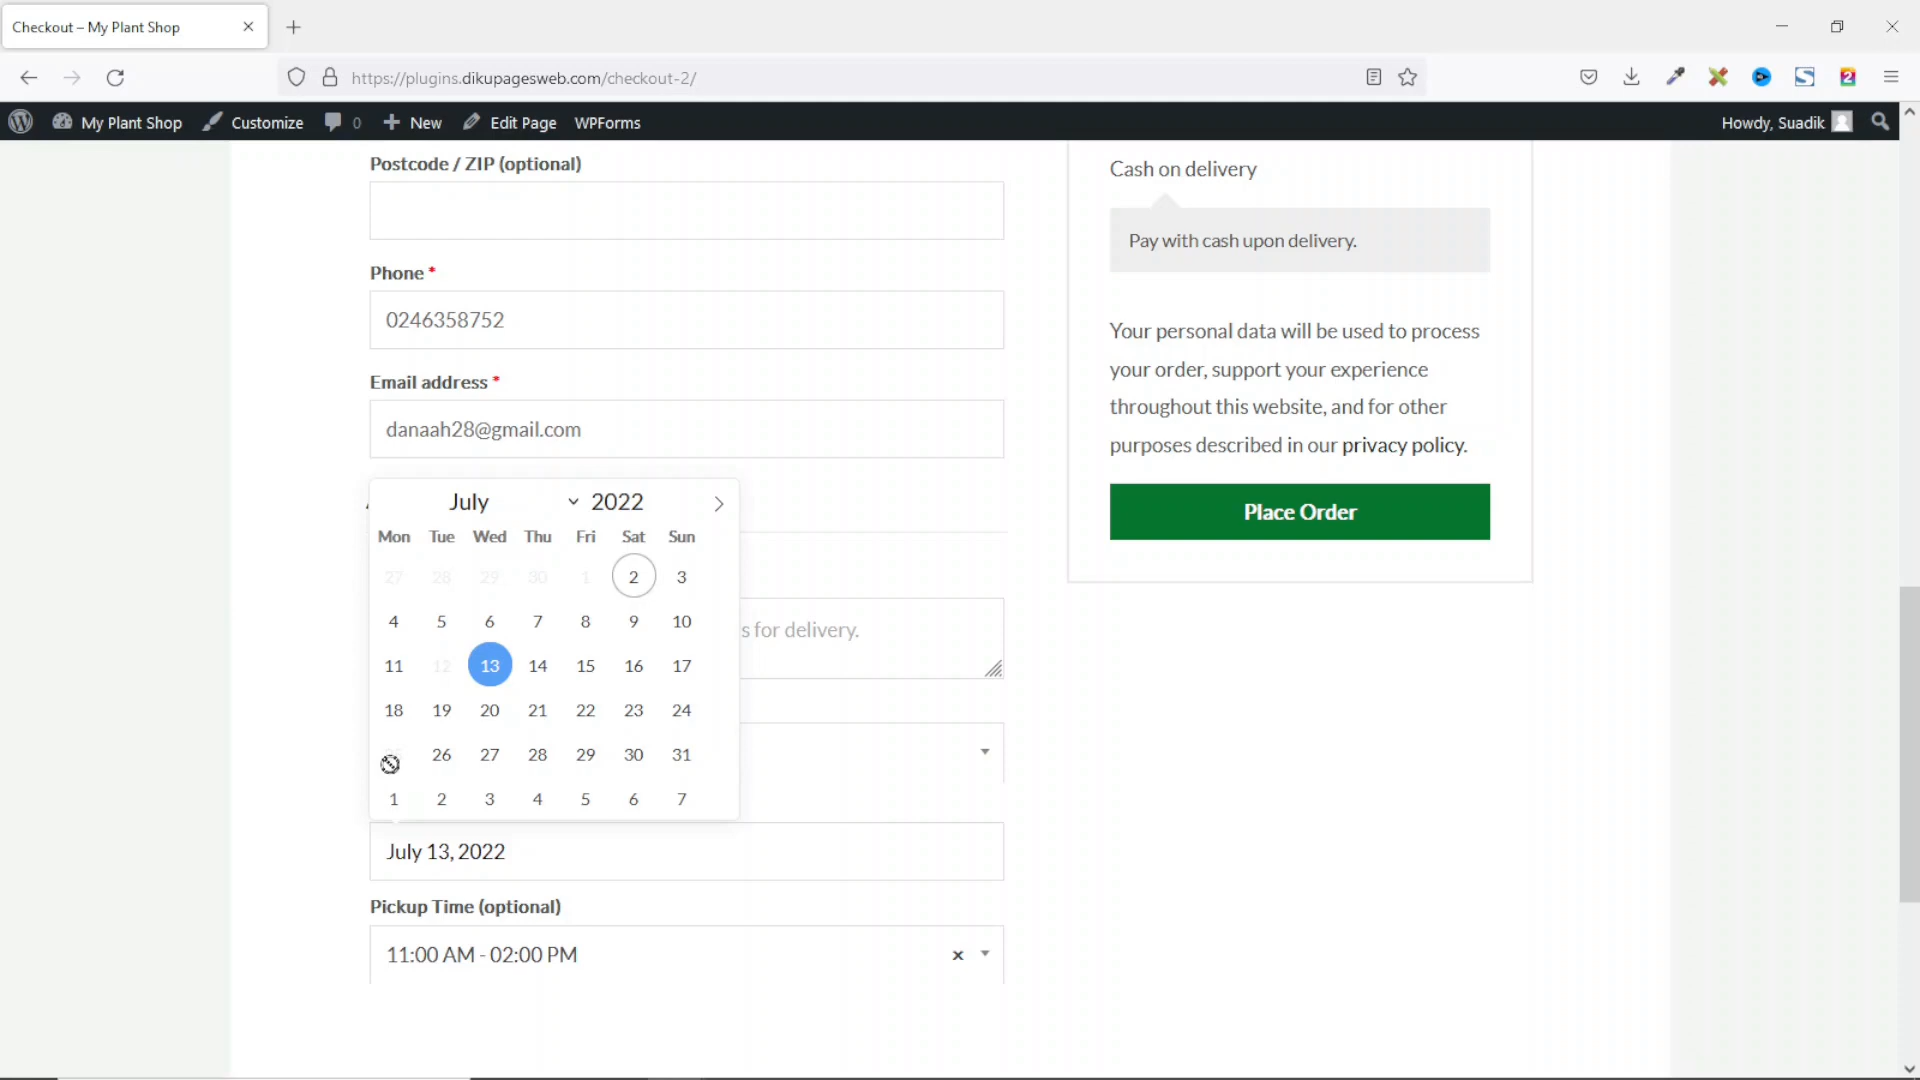 Checkout – My Plant Shop
https://plugins.dikupagesweb.com/checkout-2/
My Plant Shop Customize 0 New Edit Page WPForms Howdy, Suadik
Postcode / ZIP (optional)
Phone *
0246358752
Email address *
danaah28@gmail.com
July 2022
Mon Tue Wed Thu Fri Sat Sun
27 28 29 30 1 2 3
4 5 6 7 8 9 10
11 12 13 14 15 16 17
18 19 20 21 22 23 24
26 27 28 29 30 31
1 2 3 4 5 6 7
s for delivery.
July 13, 2022
Pickup Time (optional)
11:00 AM - 02:00 PM
Cash on delivery
Pay with cash upon delivery.
Your personal data will be used to process
your order, support your experience
throughout this website, and for other
purposes described in our privacy policy.
Place Order